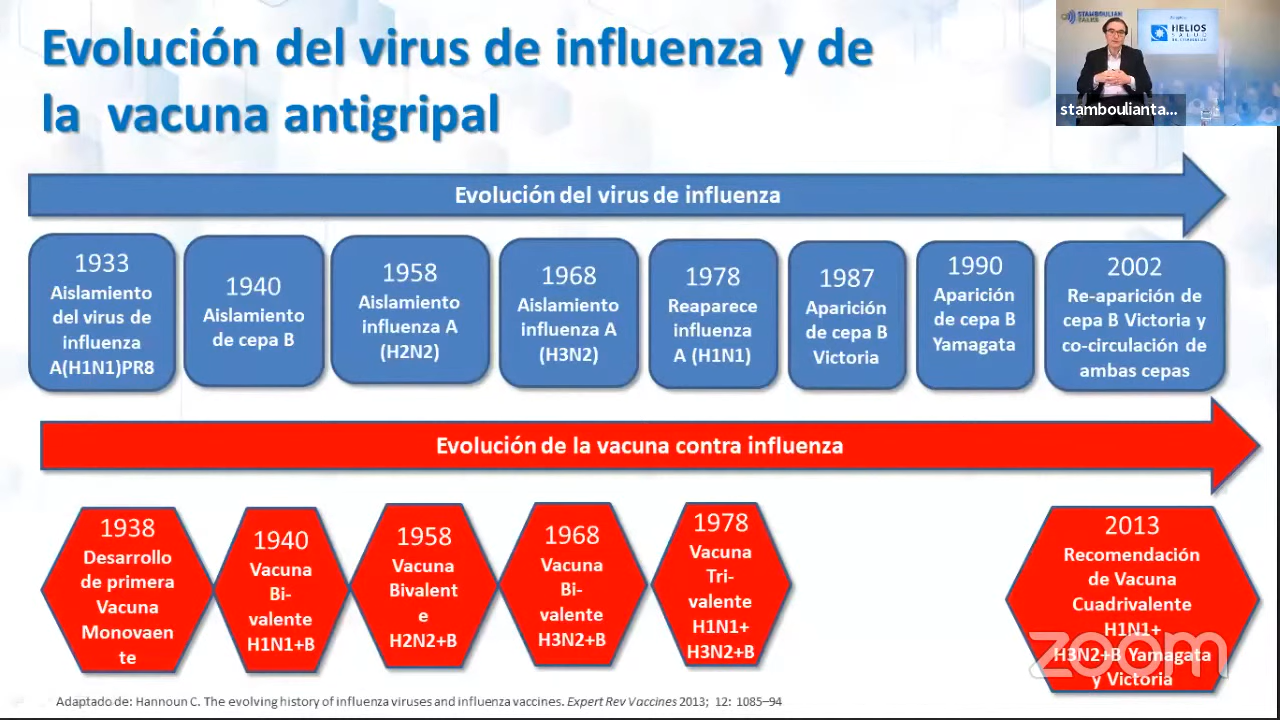 Evolución del virus de influenza y de
la vacuna antigripal
STAMBOULIAN
TALKS
HELIOS
SALUD
stamboulianta...
Evolución del virus de influenza
1933
Aislamiento
del virus de
influenza
A(H1N1)PR8
1940
Aislamiento
de cepa B
1958
Aislamiento
influenza A
(H2N2)
1968
Aislamiento
influenza A
(H3N2)
1978
Reaparece
influenza
A (H1N1)
1987
Aparición
de cepa B
Victoria
1990
Aparición
de cepa B
Yamagata
2002
Re-aparición de
cepa B Victoria y
co-circulación de
ambas cepas
Evolución de la vacuna contra influenza
1938
Desarrollo
de primera
Vacuna
Monovaen
te
1940
Vacuna
Bi-
valente
H1N1+B
1958
Vacuna
Bivalent
e
H2N2+B
1968
Vacuna
Bi-
valente
H3N2+B
1978
Vacuna
Tri-
valente
H1N1+
H3N2+B
2013
Recomendación
de Vacuna
Cuadrivalente
H1N1+
H3N2+B Yamagata
y Victoria
zoom
Adaptado de: Hannoun C. The evolving history of influenza viruses and influenza vaccines. Expert Rev Vaccines 2013; 12: 1085–94